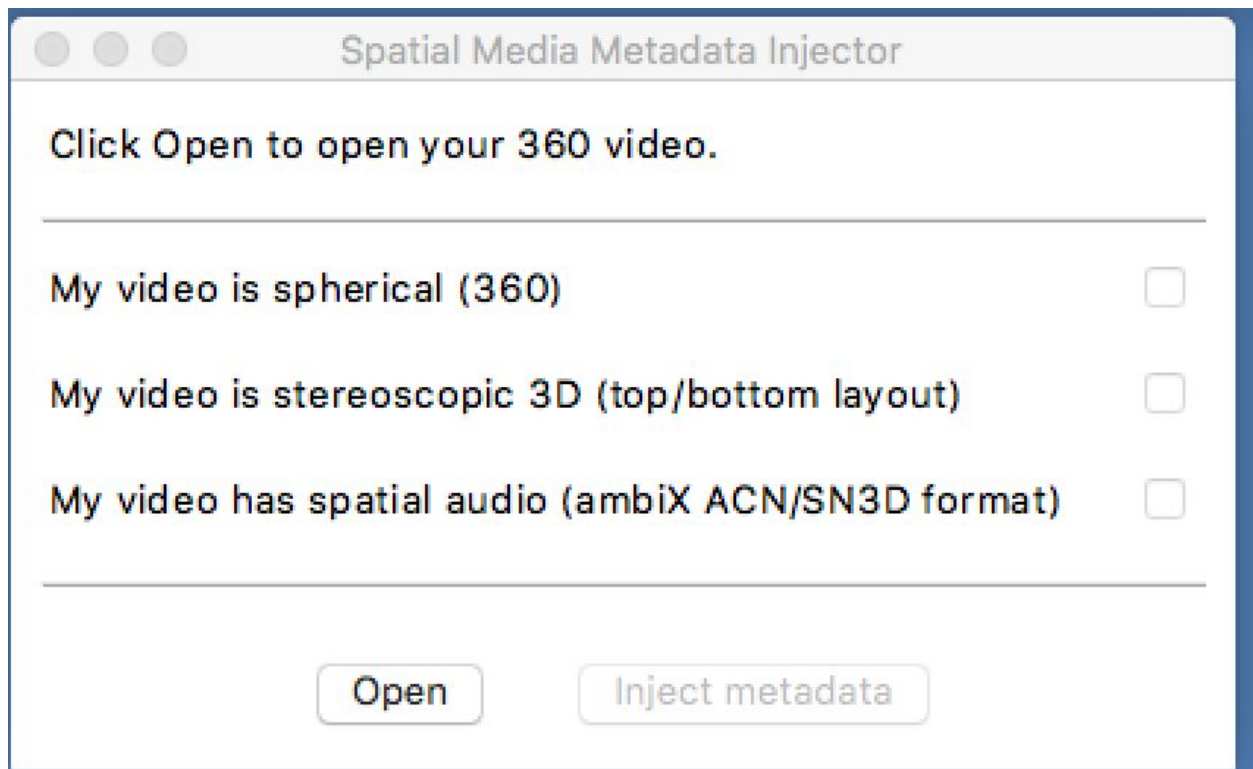 Spatial Media Metadata Injector
Click Open to open your 360 video.
My video is spherical (360)
My video is stereoscopic 3D (top/bottom layout)
My video has spatial audio (ambiX ACN/SN3D format)
Open
Inject metadata